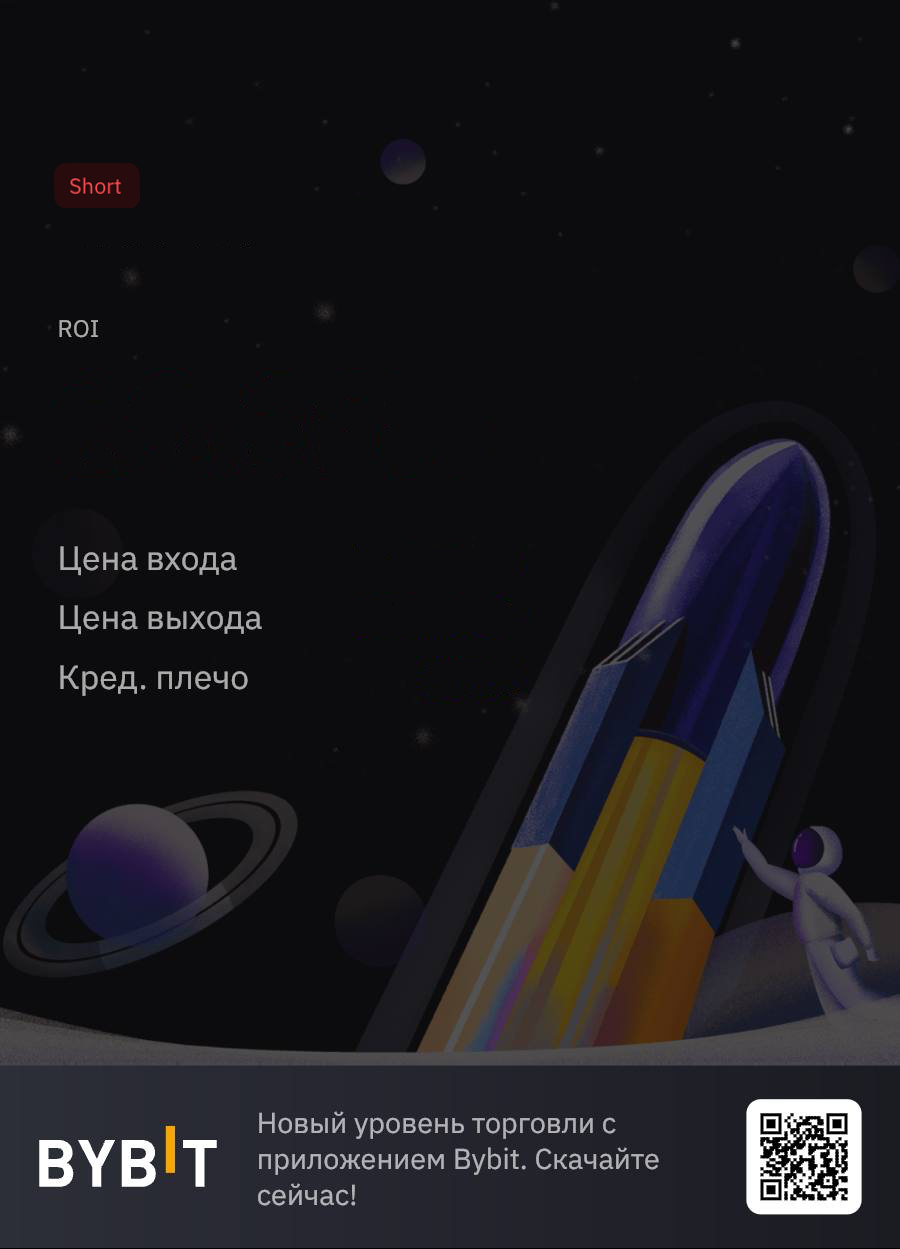 Short
ROI
Цена входа
Цена выхода
Кред. плечо
BYBIT
Новый уровень торговли с
приложением Bybit. Скачайте
сейчас!